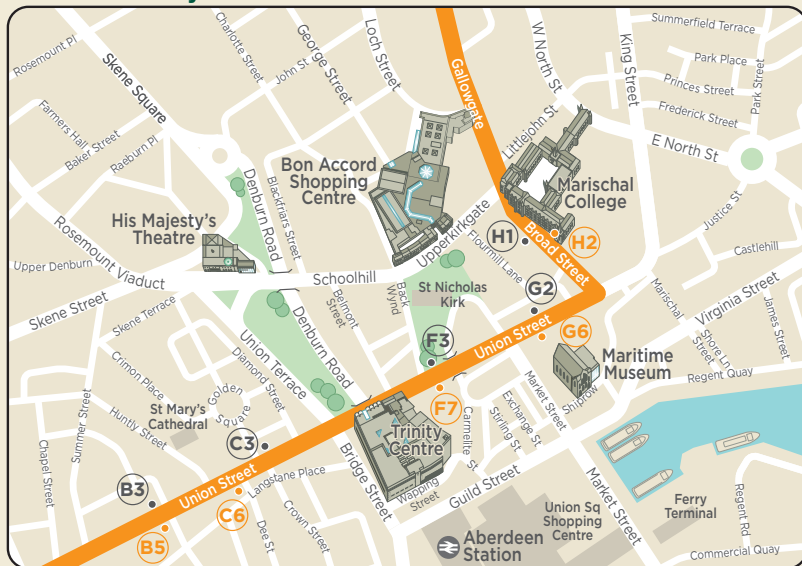 Rosemount Pl
Skene Square
Charlotte Street
George Street
John St
Loch Street
Gallowgate
W North St
King Street
Summerfield Terrace
Park Place
Princes Street
Park Street
Frederick Street
E North St
Littlejohn St
Farmers Hall
Baker Street
Raeburn Pl
Bon Accord
Shopping
Centre
Marischal
College
His Majesty's
Theatre
Denburn Road
Blackfriars Street
Upperkirkgate
H1
H2
Broad Street
Justice St
Castlehill
Rosemount Viaduct
Upper Denburn
Schoolhill
Flourmill Lane
Skene Street
Skene Terrace
Belmont
Street
Back
Wynd
St Nicholas
Kirk
G2
G6
Marischal
Street
Virginia Street
James Street
Shore Ln
Regent Quay
Union Terrace
Denburn Road
Diamond Street
F3
Union Street
F7
Maritime
Museum
Shiprow
Market
Street
Crimon Place
Huntly Street
Golden
Square
St Mary's
Cathedral
Summer Street
Chapel Street
C3
Union Street
C6
Langstane Place
B3
B5
Dee St
Crown Street
Bridge Street
Trinity
Centre
Wapping
Street
Carmelite St
Stirling St
Exchange St
Guild Street
Market Street
Union Sq
Shopping
Centre
Aberdeen
Station
Ferry
Terminal
Regent Rd
Commercial Quay